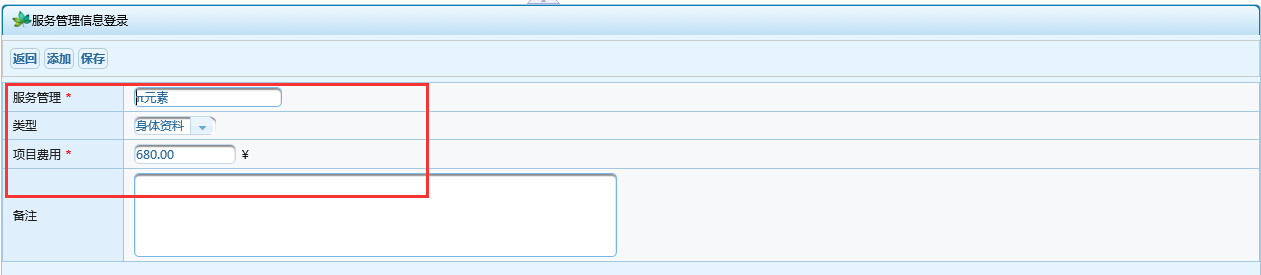 服务管理信息登录
返回 添加 保存
服务管理 * π元素
类型 身体资料
项目费用 * 680.00 ¥
备注